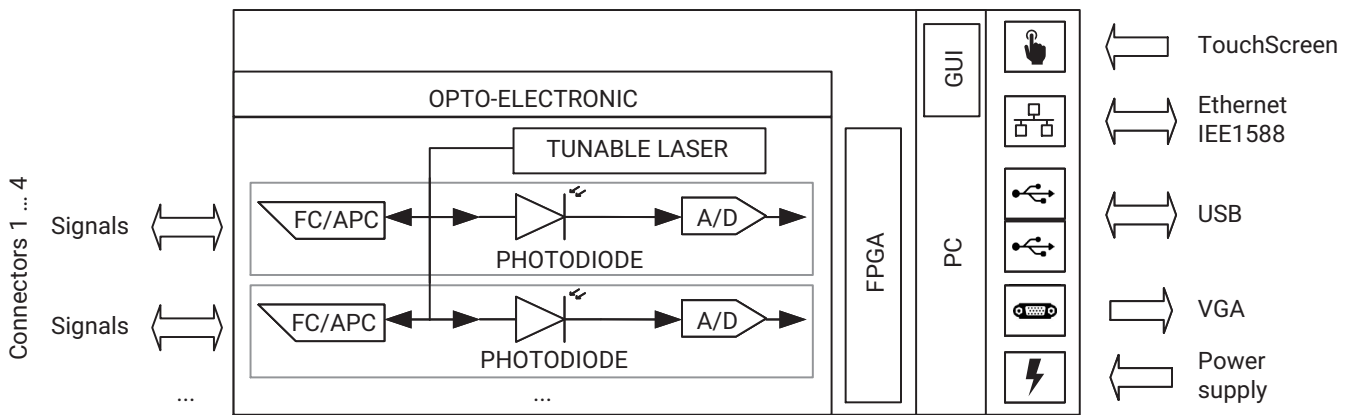 TouchScreen
GUI
OPTO-ELECTRONIC
Ethernet
IEE1588
TUNABLE LASER
Connectors 1 ... 4
Signals
FC/APC
A/D
PHOTODIODE
FPGA
PC
USB
Signals
FC/APC
A/D
PHOTODIODE
VGA
Power
supply
...
...